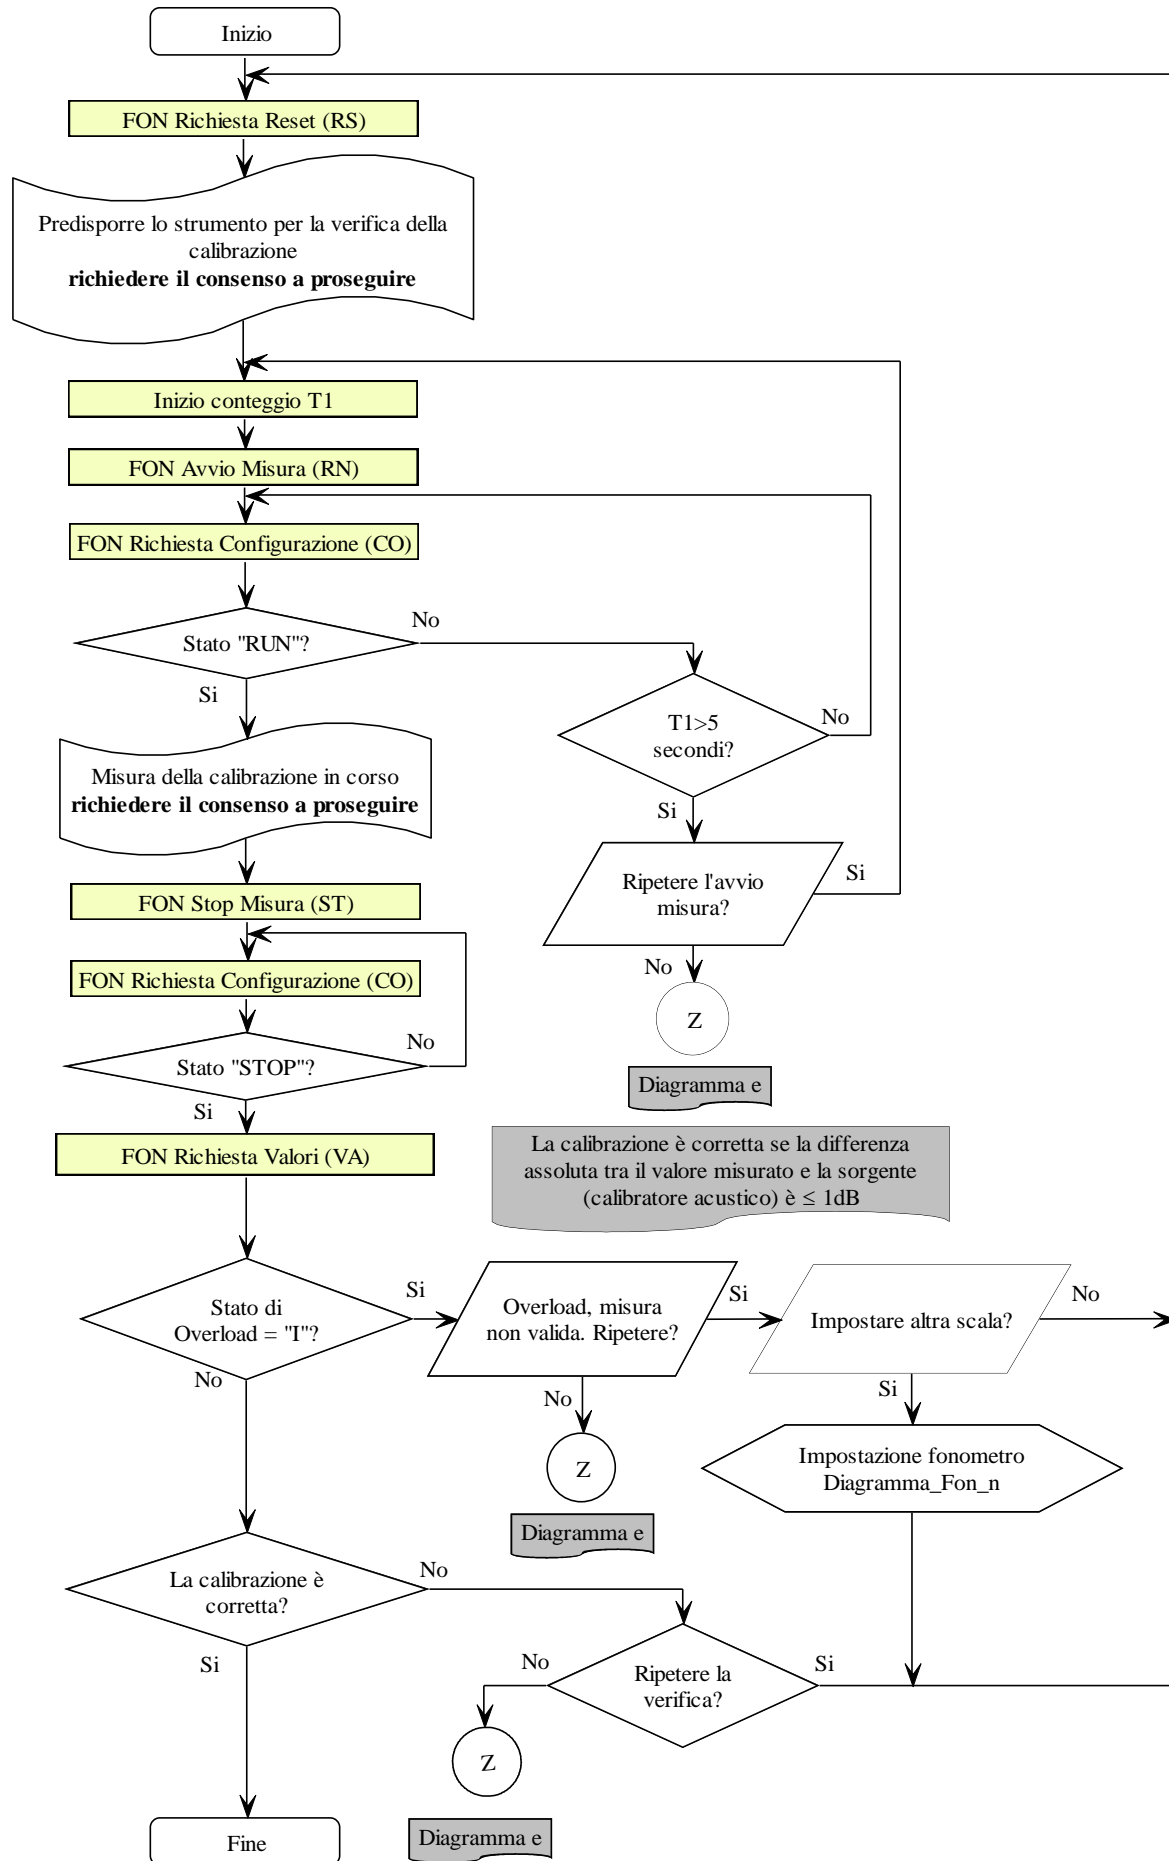 Inizio
FON Richiesta Reset (RS)
Predisporre lo strumento per la verifica della
calibrazione
richiedere il consenso a proseguire
Inizio conteggio T1
FON Avvio Misura (RN)
FON Richiesta Configurazione (CO)
Stato "RUN"?
No
Si
T1>5
secondi?
No
Si
Misura della calibrazione in corso
richiedere il consenso a proseguire
Ripetere l'avvio
misura?
Si
No
Z
Diagramma e
FON Stop Misura (ST)
FON Richiesta Configurazione (CO)
Stato "STOP"?
No
Si
FON Richiesta Valori (VA)
La calibrazione è corretta se la differenza
assoluta tra il valore misurato e la sorgente
(calibratore acustico) è ≤ 1dB
Stato di
Overload = "I"?
Si
No
Overload, misura
non valida. Ripetere?
Si
No
Z
Diagramma e
Impostare altra scala?
No
Si
Impostazione fonometro
Diagramma_Fon_n
La calibrazione è
corretta?
No
Si
Ripetere la
verifica?
No
Si
Z
Diagramma e
Fine